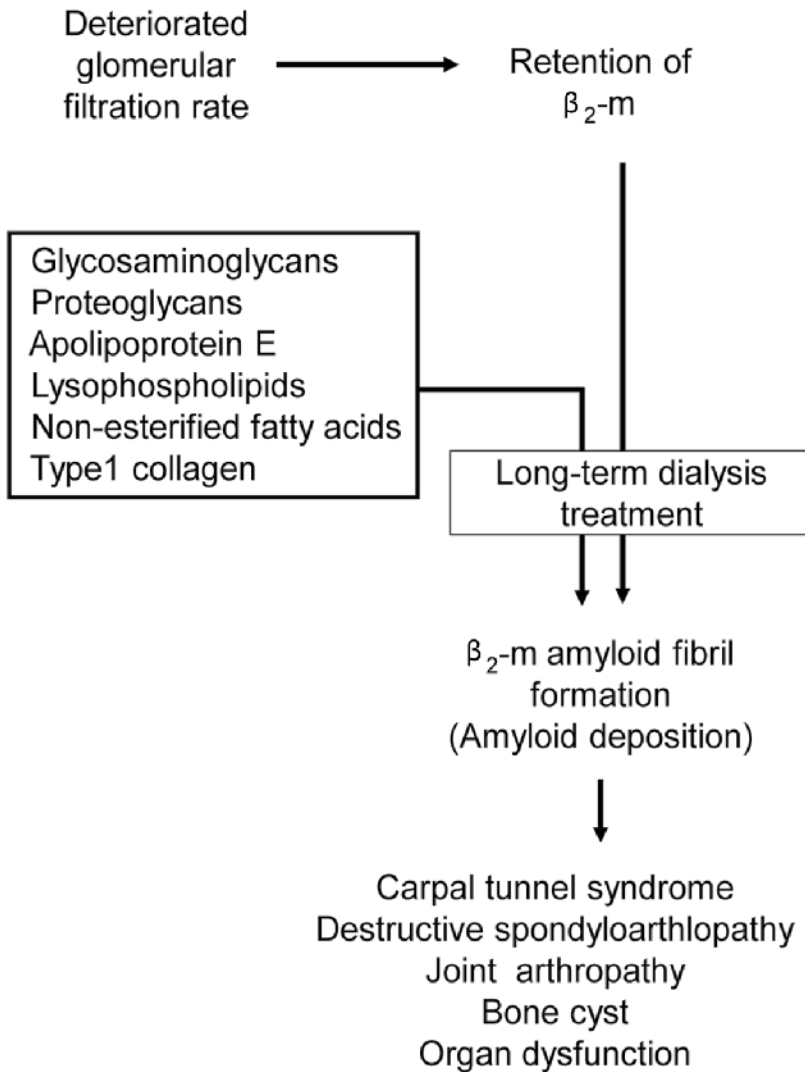 Deteriorated
glomerular
filtration rate
Retention of
β₂-m
Glycosaminoglycans
Proteoglycans
Apolipoprotein E
Lysophospholipids
Non-esterified fatty acids
Type1 collagen
Long-term dialysis
treatment
β₂-m amyloid fibril
formation
(Amyloid deposition)
Carpal tunnel syndrome
Destructive spondyloarthlopathy
Joint arthropathy
Bone cyst
Organ dysfunction